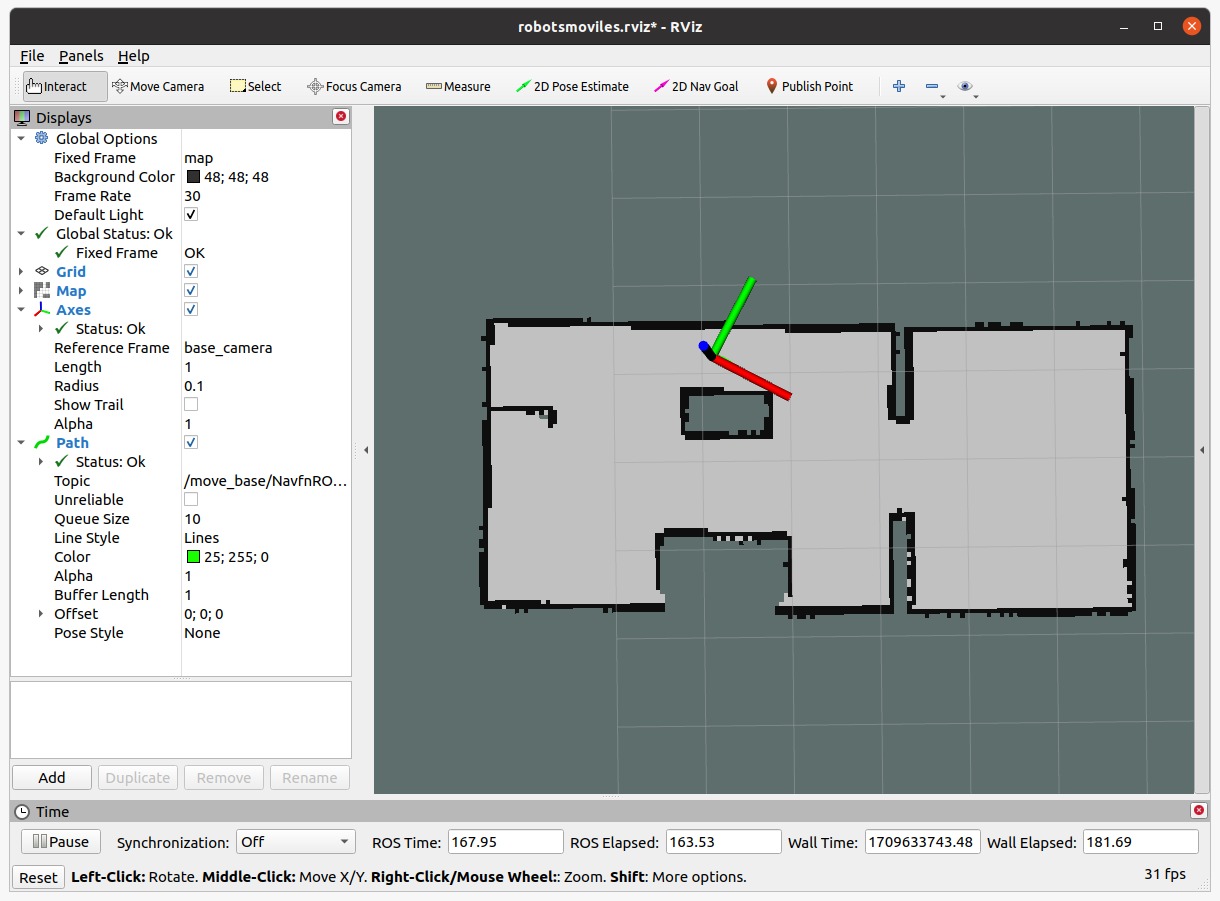 robotsmoviles.rviz* - RViz
File Panels Help
Interact Move Camera Select Focus Camera Measure 2D Pose Estimate 2D Nav Goal Publish Point
Displays
Global Options
Fixed Frame map
Background Color 48; 48; 48
Frame Rate 30
Default Light
Global Status: Ok
Fixed Frame OK
Grid
Map
Axes
Status: Ok
Reference Frame base_camera
Length 1
Radius 0.1
Show Trail
Alpha 1
Path
Status: Ok
Topic /move_base/NavfnRO...
Unreliable
Queue Size 10
Line Style Lines
Color 25; 255; 0
Alpha 1
Buffer Length 1
Offset 0; 0; 0
Pose Style None
Add Duplicate Remove Rename
Time
Pause Synchronization: Off ROS Time: 167.95 ROS Elapsed: 163.53 Wall Time: 1709633743.48 Wall Elapsed: 181.69
Reset Left-Click: Rotate. Middle-Click: Move X/Y. Right-Click/Mouse Wheel:: Zoom. Shift: More options. 31 fps